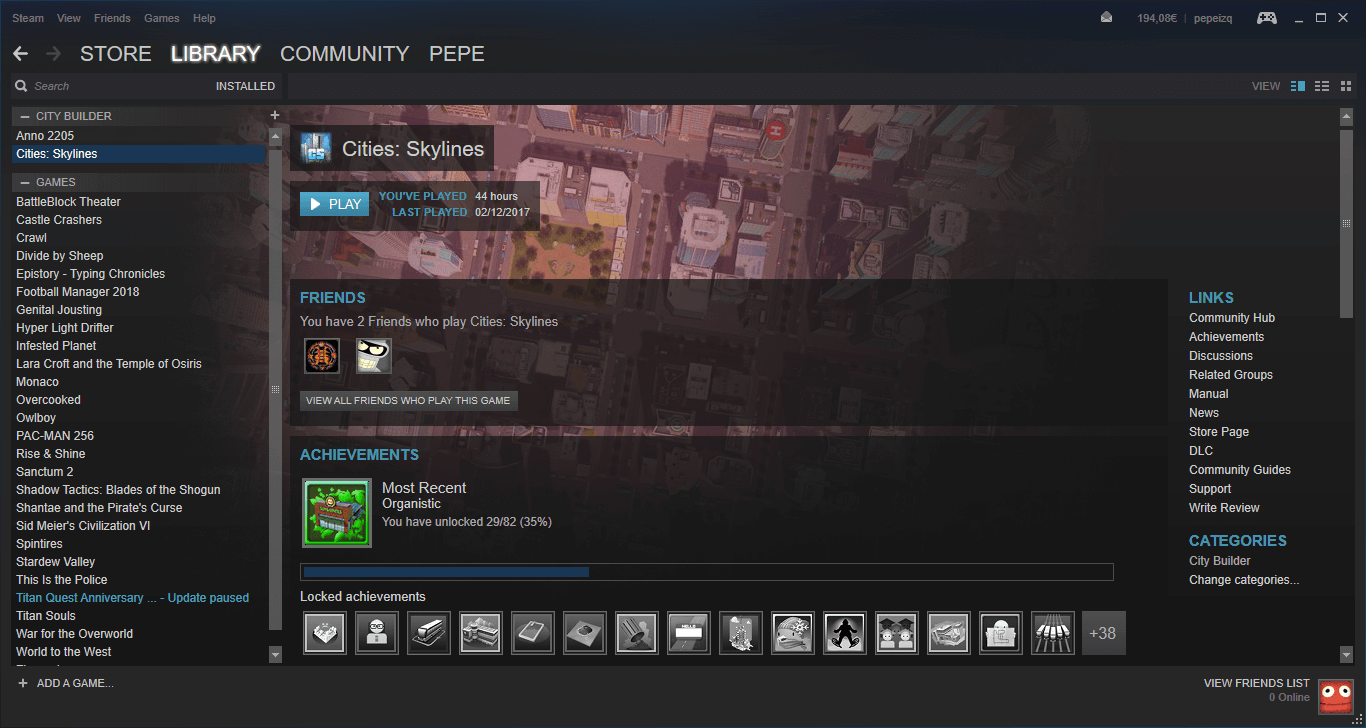 Steam View Friends Games Help
194,08€ | pepeizq
STORE LIBRARY COMMUNITY PEPE
Search INSTALLED
VIEW
— CITY BUILDER +
Anno 2205
Cities: Skylines
— GAMES
BattleBlock Theater
Castle Crashers
Crawl
Divide by Sheep
Epistory - Typing Chronicles
Football Manager 2018
Genital Jousting
Hyper Light Drifter
Infested Planet
Lara Croft and the Temple of Osiris
Monaco
Overcooked
Owlboy
PAC-MAN 256
Rise & Shine
Sanctum 2
Shadow Tactics: Blades of the Shogun
Shantae and the Pirate's Curse
Sid Meier's Civilization VI
Spintires
Stardew Valley
This Is the Police
Titan Quest Anniversary ... - Update paused
Titan Souls
War for the Overworld
World to the West
H
CS
Cities: Skylines
PLAY
YOU'VE PLAYED 44 hours
LAST PLAYED 02/12/2017
FRIENDS
You have 2 Friends who play Cities: Skylines
VIEW ALL FRIENDS WHO PLAY THIS GAME
ACHIEVEMENTS
Most Recent
Organistic
You have unlocked 29/82 (35%)
Locked achievements
HELLO
+38
LINKS
Community Hub
Achievements
Discussions
Related Groups
Manual
News
Store Page
DLC
Community Guides
Support
Write Review
CATEGORIES
City Builder
Change categories...
+ ADD A GAME...
VIEW FRIENDS LIST
0 Online